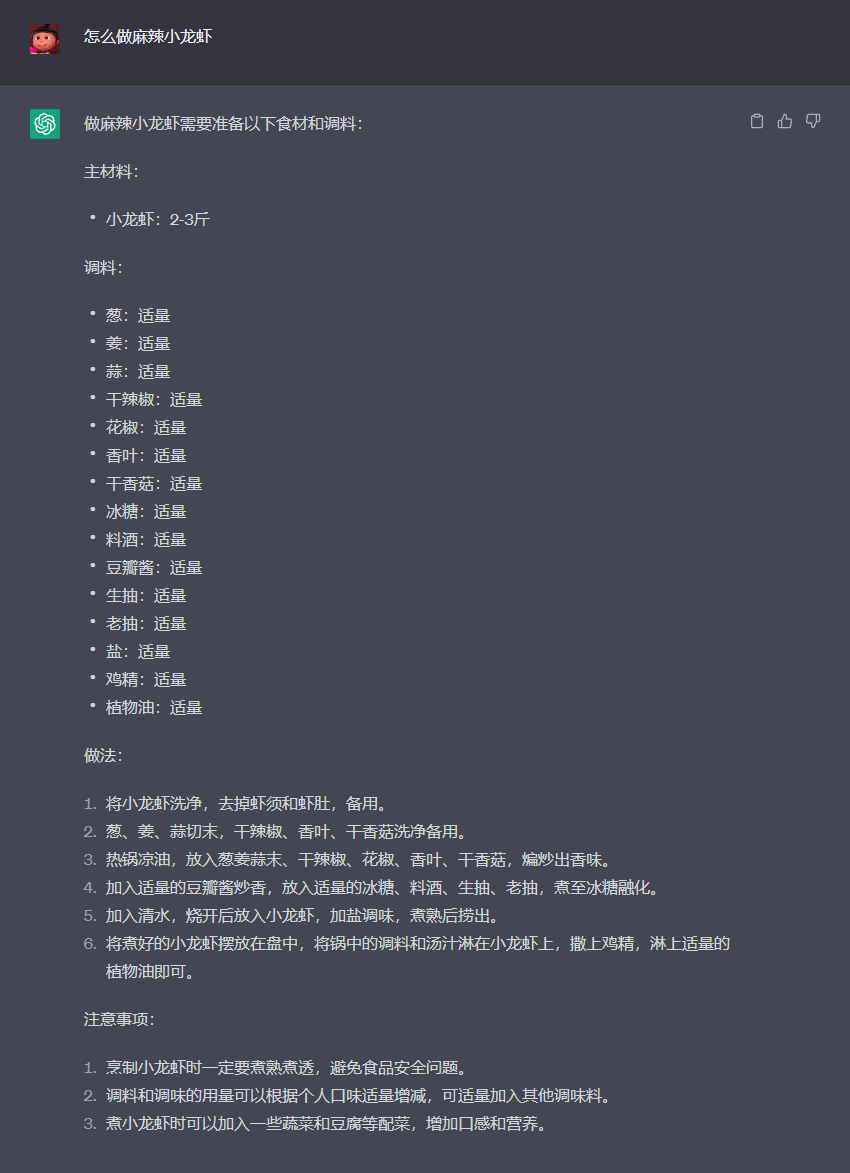 怎么做麻辣小龙虾
做麻辣小龙虾需要准备以下食材和调料：
主材料：
• 小龙虾：2-3斤
调料：
• 葱：适量
• 姜：适量
• 蒜：适量
• 干辣椒：适量
• 花椒：适量
• 香叶：适量
• 干香菇：适量
• 冰糖：适量
• 料酒：适量
• 豆瓣酱：适量
• 生抽：适量
• 老抽：适量
• 盐：适量
• 鸡精：适量
• 植物油：适量
做法：
1. 将小龙虾洗净，去掉虾须和虾肚，备用。
2. 葱、姜、蒜切末，干辣椒、香叶、干香菇洗净备用。
3. 热锅凉油，放入葱姜蒜末、干辣椒、花椒、香叶、干香菇，煸炒出香味。
4. 加入适量的豆瓣酱炒香，放入适量的冰糖、料酒、生抽、老抽，煮至冰糖融化。
5. 加入清水，烧开后放入小龙虾，加盐调味，煮熟后捞出。
6. 将煮好的小龙虾摆放在盘中，将锅中的调料和汤汁淋在小龙虾上，撒上鸡精，淋上适量的
植物油即可。
注意事项：
1. 烹制小龙虾时一定要煮熟煮透，避免食品安全问题。
2. 调料和调味的用量可以根据个人口味适量增减，可适量加入其他调味料。
3. 煮小龙虾时可以加入一些蔬菜和豆腐等配菜，增加口感和营养。